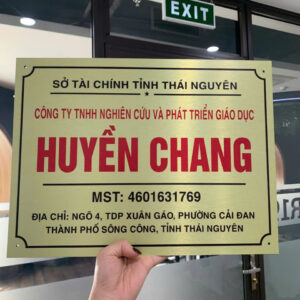 EXIT
SỞ TÀI CHÍNH TỈNH THÁI NGUYÊN
CÔNG TY TNHH NGHIÊN CỨU VÀ PHÁT TRIỂN GIÁO DỤC
HUYỀN CHANG
MST: 4601631769
ĐỊA CHỈ: NGÕ 4, TDP XUÂN GÁO, PHƯỜNG CẢI ĐAN
THÀNH PHỐ SÔNG CÔNG, TỈNH THÁI NGUYÊN